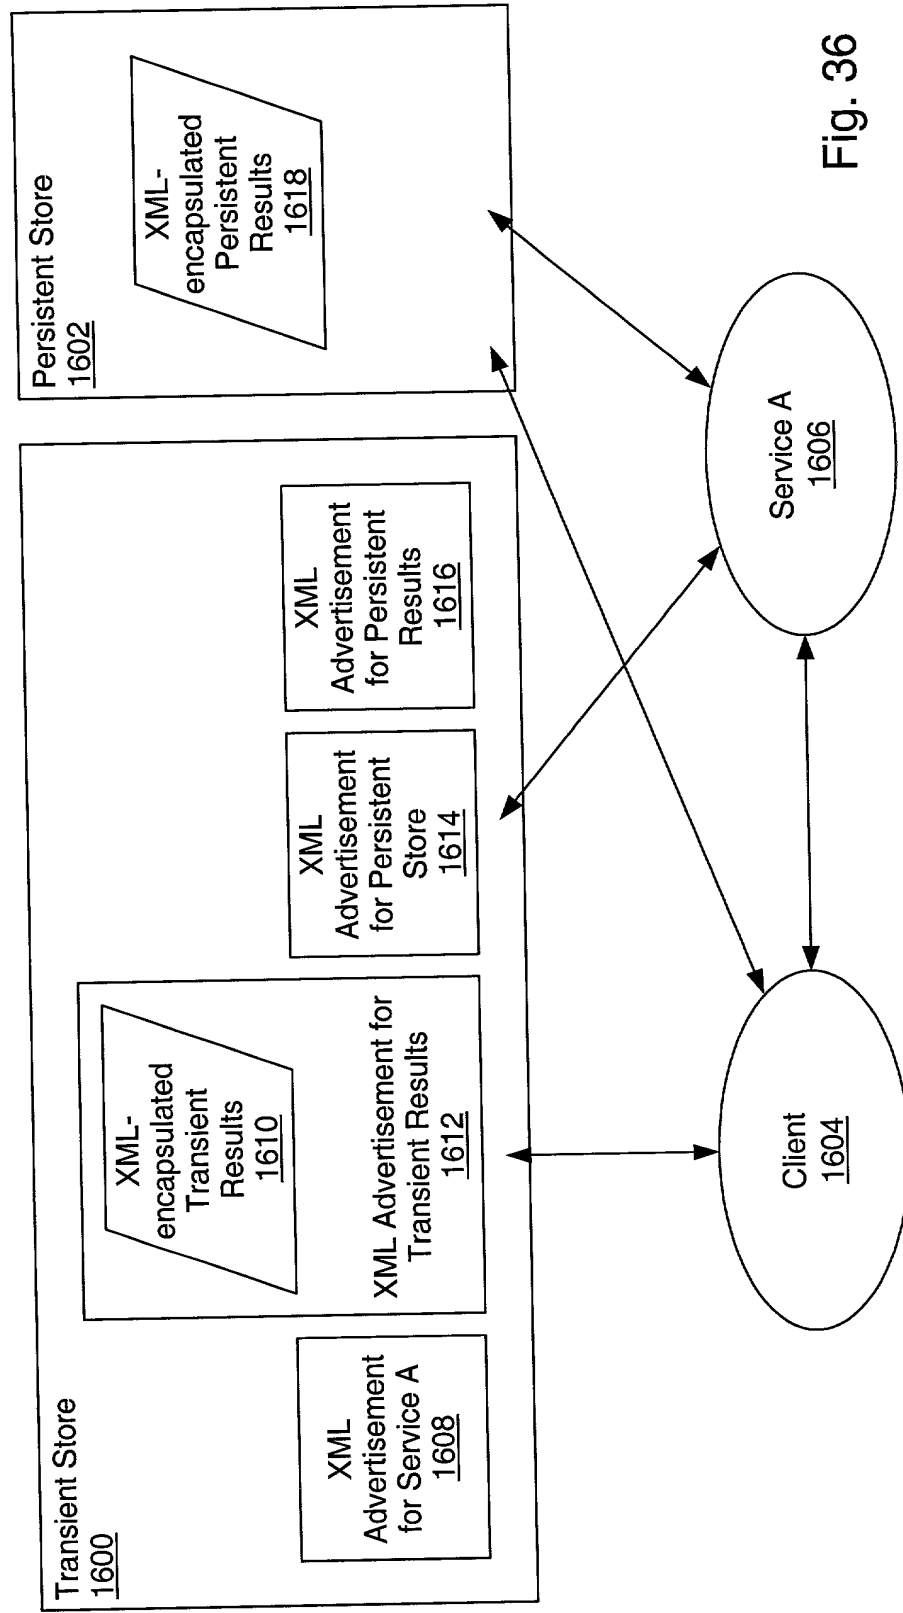 Transient Store
1600
XML
Advertisement
for Service A
1608
XML-
encapsulated
Transient
Results
1610
XML Advertisement for
Transient Results
1612
XML
Advertisement
for Persistent
Store
1614
XML
Advertisement
for Persistent
Results
1616
Persistent Store
1602
XML-
encapsulated
Persistent
Results
1618
Client
1604
Service A
1606
Fig. 36